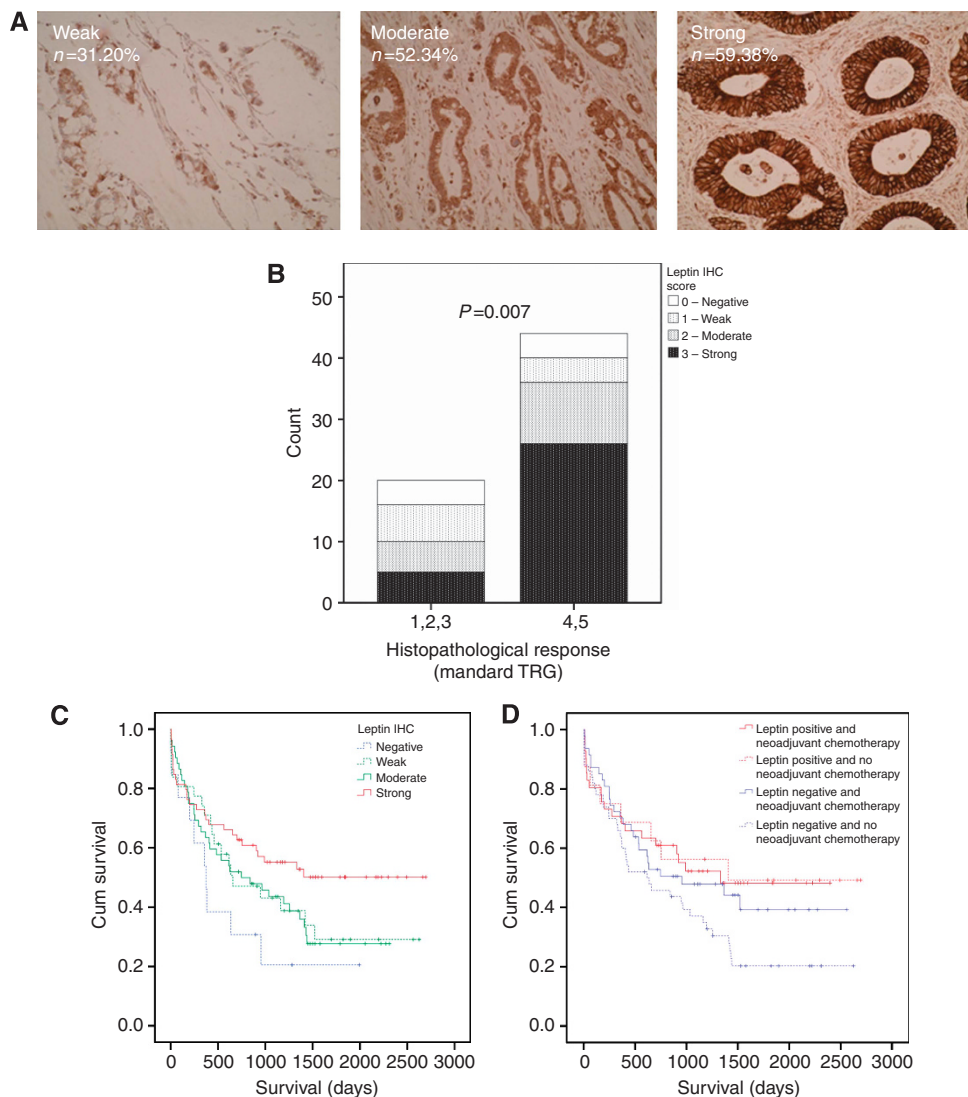 A
Weak
n=31.20%
Moderate
n=52.34%
Strong
n=59.38%
B
50
40
30
20
10
0
Count
P=0.007
Leptin IHC
score
0 – Negative
1 – Weak
2 – Moderate
3 – Strong
1,2,3
4,5
Histopathological response
(mandard TRG)
C
1.0
0.8
0.6
0.4
0.2
0.0
Cum survival
Leptin IHC
Negative
Weak
Moderate
Strong
0 500 1000 1500 2000 2500 3000
Survival (days)
D
1.0
0.8
0.6
0.4
0.2
0.0
Cum survival
Leptin positive and
neoadjuvant chemotherapy
Leptin positive and no
neoadjuvant chemotherapy
Leptin negative and
neoadjuvant chemotherapy
Leptin negative and no
neoadjuvant chemotherapy
0 500 1000 1500 2000 2500 3000
Survival (days)